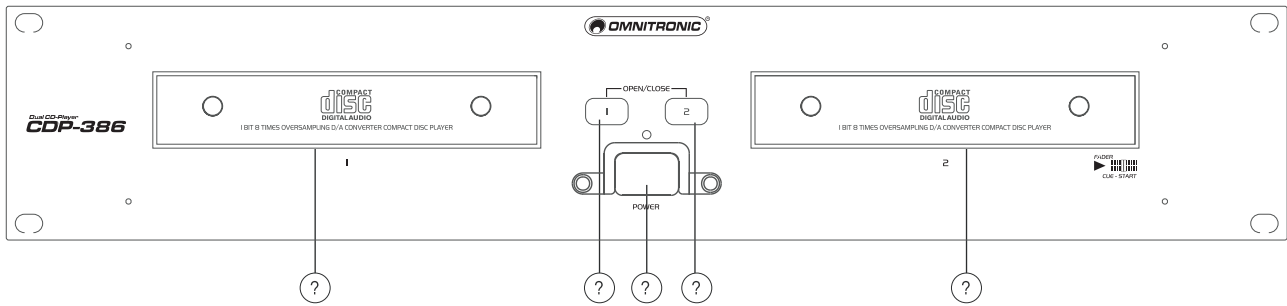 OMNITRONIC®
COMPACT
disc
DIGITAL AUDIO
1 BIT 8 TIMES OVERSAMPLING D/A CONVERTER COMPACT DISC PLAYER
1
OPEN/CLOSE
1
2
POWER
COMPACT
disc
DIGITAL AUDIO
1 BIT 8 TIMES OVERSAMPLING D/A CONVERTER COMPACT DISC PLAYER
2
Dual CD-Player
CDP-386
FADER
CUE - START
?
?
?
?
?